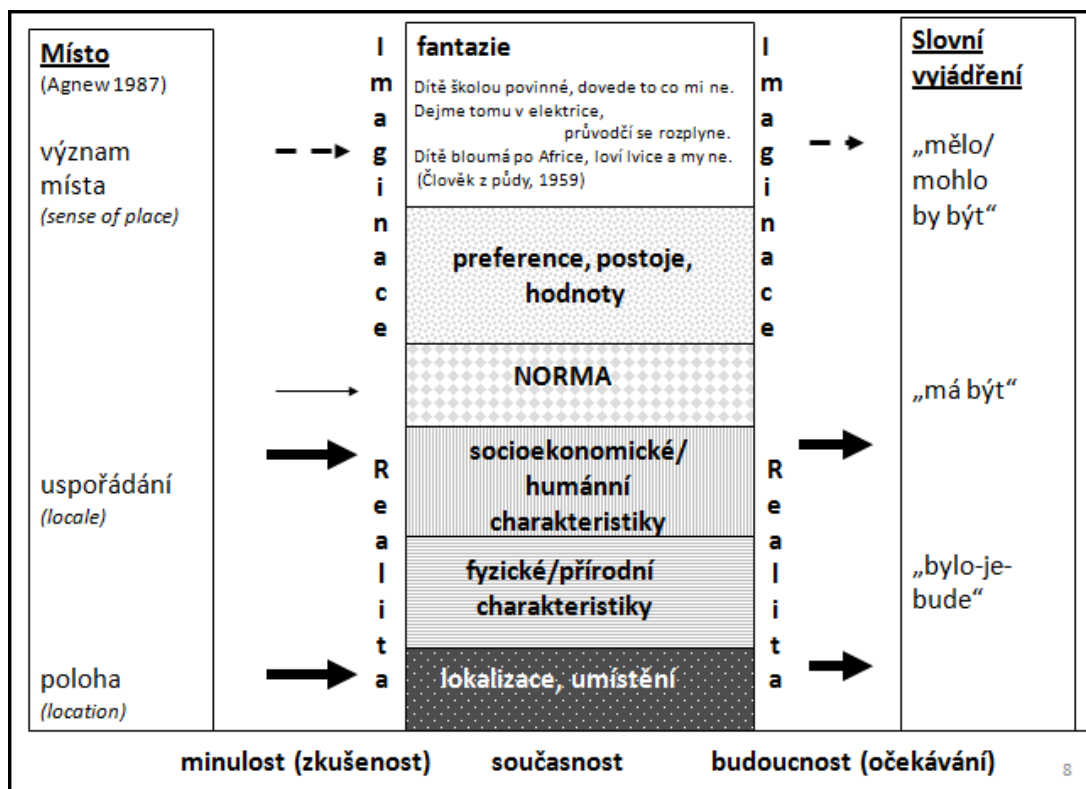 Místo
(Agnew 1987)
význam
místa
(sense of place)
uspořádání
(locale)
poloha
(location)
Imaginace
Realita
fantazie
Dítě školou povinné, dovede to co mi ne.
Dejme tomu v elektrice,
průvodčí se rozplyne.
Dítě bloumá po Africe, loví lvice a my ne.
(Člověk z půdy, 1959)
preference, postoje,
hodnoty
NORMA
socioekonomické/
humánní
charakteristiky
fyzické/přírodní
charakteristiky
lokalizace, umístění
Imaginace
Realita
Slovní
vyjádření
„mělo/
mohlo
by být“
„má být“
„bylo-je-
bude“
minulost (zkušenost) současnost budoucnost (očekávání)
8